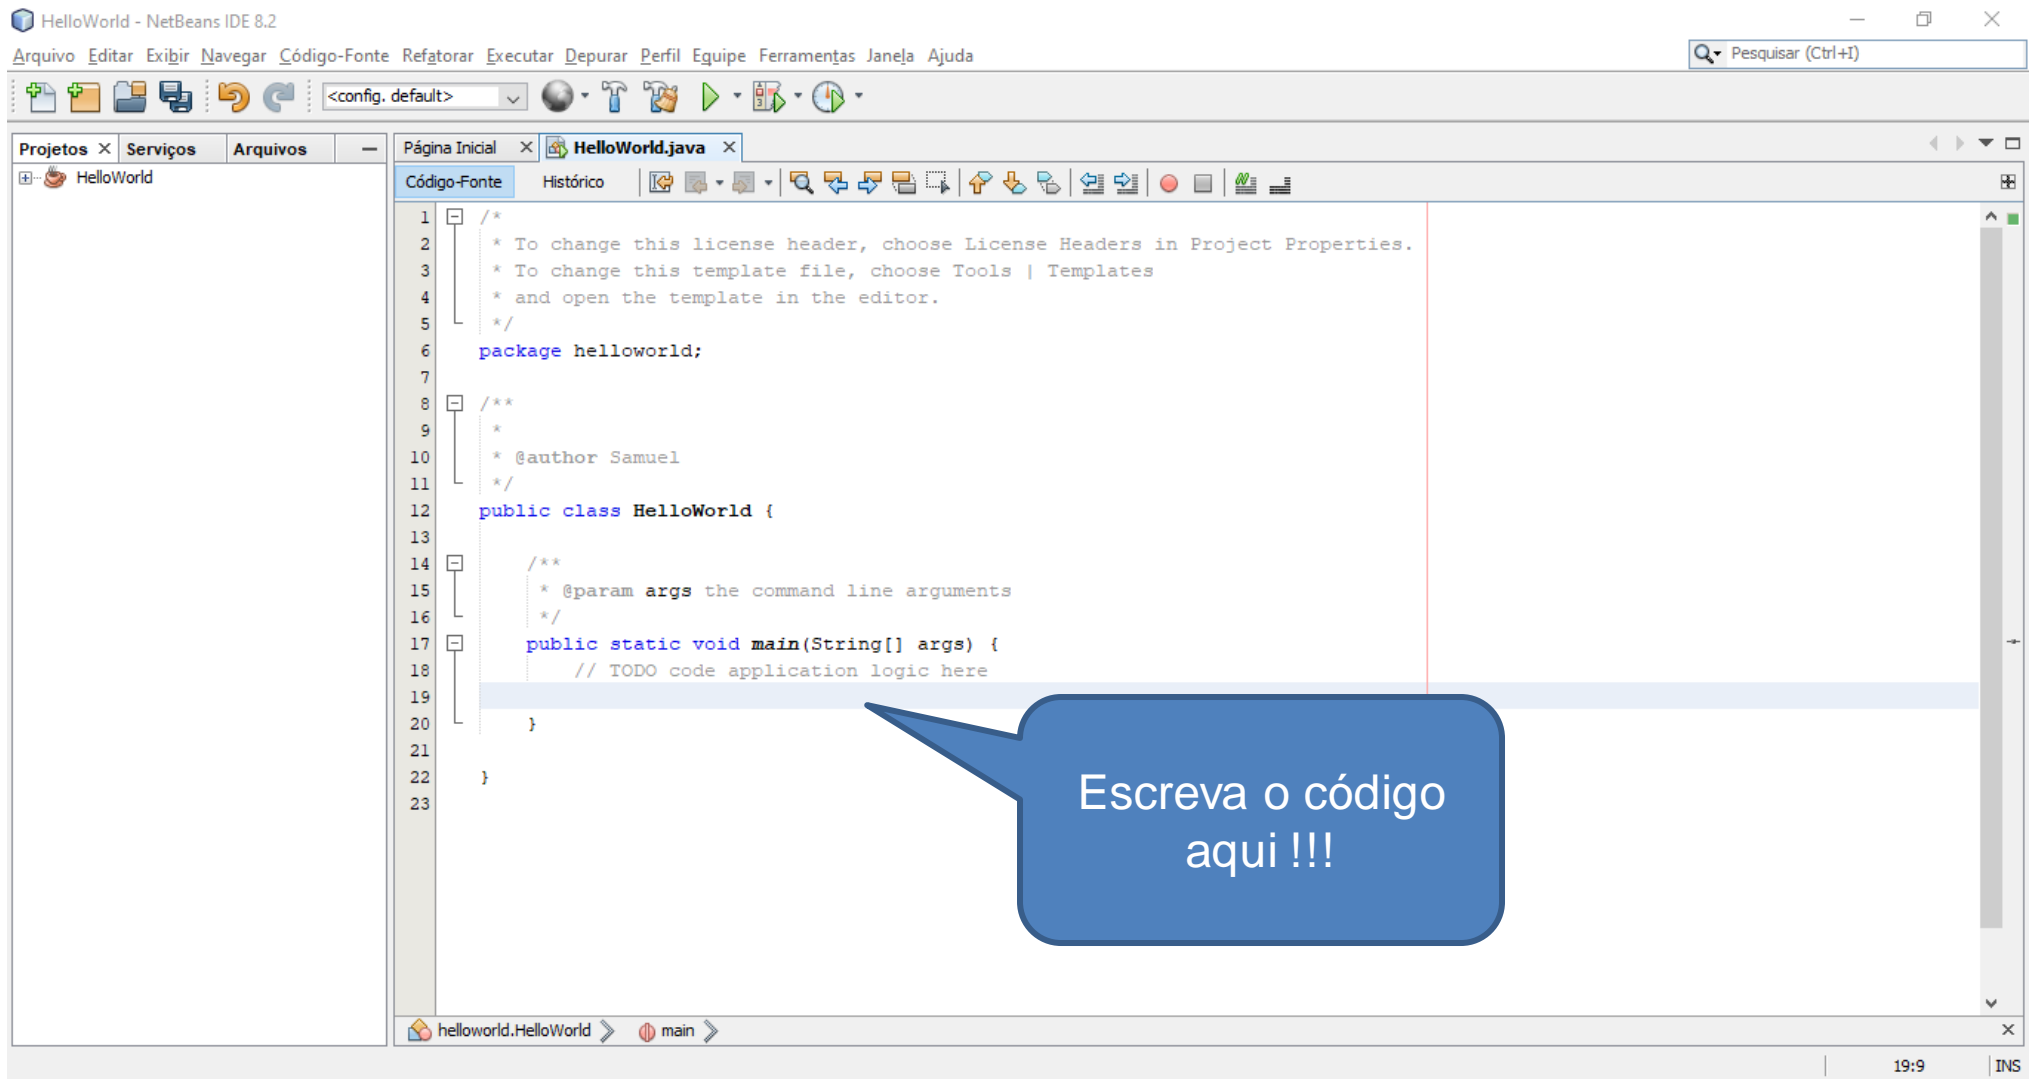 HelloWorld - NetBeans IDE 8.2
Arquivo Editar Exibir Navegar Código-Fonte Refatorar Executar Depurar Perfil Equipe Ferramentas Janela Ajuda
Pesquisar (Ctrl+I)
<config. default>
Projetos Serviços Arquivos
Página Inicial HelloWorld.java
HelloWorld
Código-Fonte Histórico
1 /*
2 * To change this license header, choose License Headers in Project Properties.
3 * To change this template file, choose Tools | Templates
4 * and open the template in the editor.
5 */
6 package helloworld;
7
8 /**
9 *
10 * @author Samuel
11 */
12 public class HelloWorld {
13
14 /**
15 * @param args the command line arguments
16 */
17 public static void main(String[] args) {
18 // TODO code application logic here
19
20 }
21
22 }
23
Escreva o código
aqui !!!
helloworld.HelloWorld main
19:9 INS